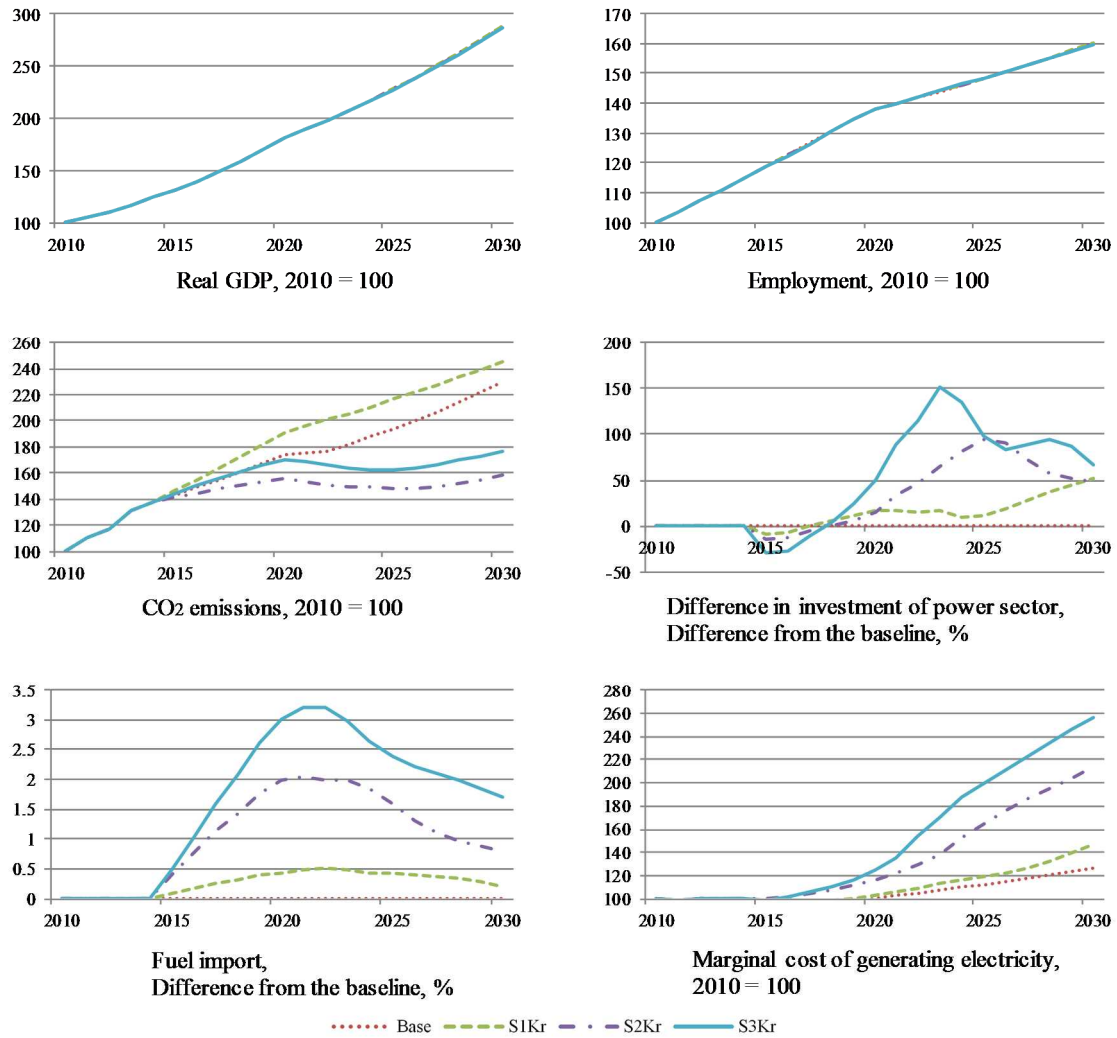 300
250
200
150
100
2010 2015 2020 2025 2030
Real GDP, 2010 = 100
170
160
150
140
130
120
110
100
2010 2015 2020 2025 2030
Employment, 2010 = 100
260
240
220
200
180
160
140
120
100
2010 2015 2020 2025 2030
CO2 emissions, 2010 = 100
200
150
100
50
0
-50
2010 2015 2020 2025 2030
Difference in investment of power sector,
Difference from the baseline, %
3.5
3
2.5
2
1.5
1
0.5
0
2010 2015 2020 2025 2030
Fuel import,
Difference from the baseline, %
280
260
240
220
200
180
160
140
120
100
2010 2015 2020 2025 2030
Marginal cost of generating electricity,
2010 = 100
Base S1Kr S2Kr S3Kr